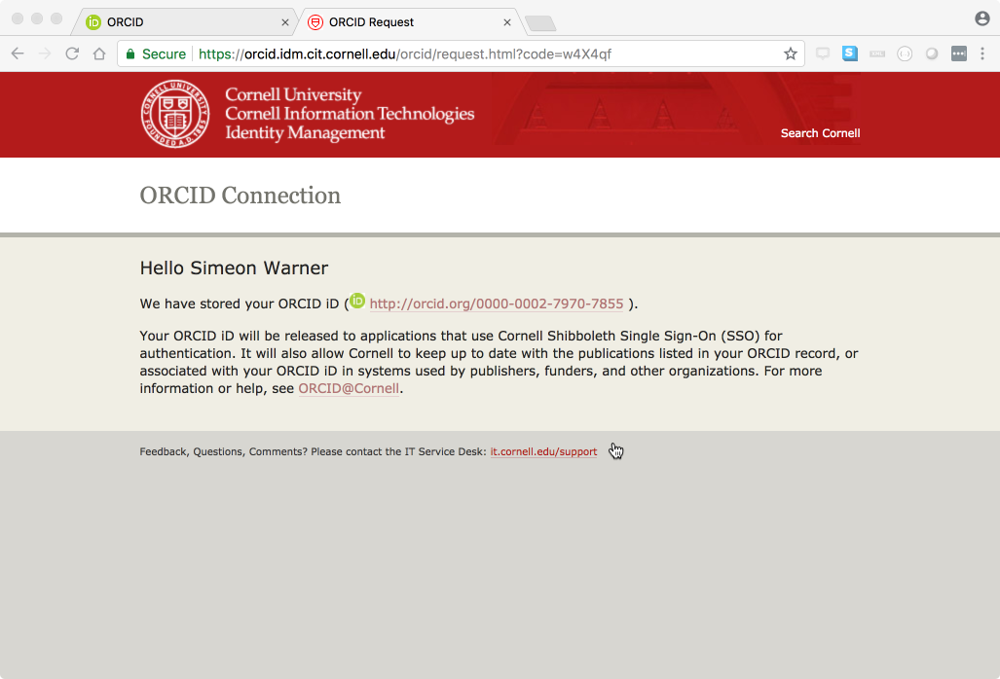 ORCID
ORCID Request
Secure
https://orcid.idm.cit.cornell.edu/orcid/request.html?code=w4X4qf
Cornell University
Cornell Information Technologies
Identity Management
Search Cornell
ORCID Connection
Hello Simeon Warner
We have stored your ORCID iD (iD http://orcid.org/0000-0002-7970-7855 ).
Your ORCID iD will be released to applications that use Cornell Shibboleth Single Sign-On (SSO) for
authentication. It will also allow Cornell to keep up to date with the publications listed in your ORCID record, or
associated with your ORCID iD in systems used by publishers, funders, and other organizations. For more
information or help, see ORCID@Cornell.
Feedback, Questions, Comments? Please contact the IT Service Desk: it.cornell.edu/support